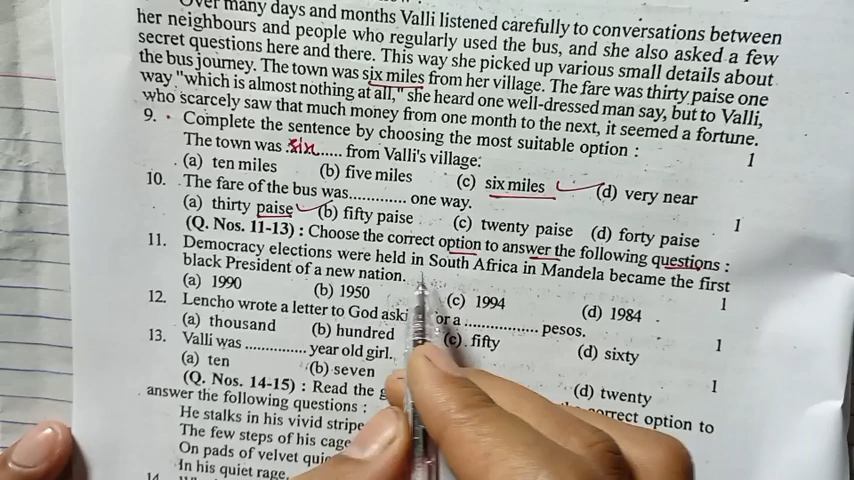 Over many days and months Valli listened carefully to conversations between
her neighbours and people who regularly used the bus, and she also asked a few
secret questions here and there. This way she picked up various small details about
the bus journey. The town was six miles from her village. The fare was thirty paise one
way "which is almost nothing at all," she heard one well-dressed man say, but to Valli,
who scarcely saw that much money from one month to the next, it seemed a fortune.
9. Complete the sentence by choosing the most suitable option : 1
The town was six...... from Valli's village:
(a) ten miles (b) five miles (c) six miles (d) very near
10. The fare of the bus was............. one way. 1
(a) thirty paise (b) fifty paise (c) twenty paise (d) forty paise
(Q. Nos. 11-13) : Choose the correct option to answer the following questions :
11. Democracy elections were held in South Africa in Mandela became the first
black President of a new nation. 1
(a) 1990 (b) 1950 (c) 1994 (d) 1984
12. Lencho wrote a letter to God aski for a .................. pesos. 1
(a) thousand (b) hundred (c) fifty (d) sixty
13. Valli was ............... year old girl. 1
(a) ten (b) seven (d) twenty
(Q. Nos. 14-15) : Read the correct option to
answer the following questions :
He stalks in his vivid stripe
The few steps of his cage
On pads of velvet quie
In his quiet rage.
14.